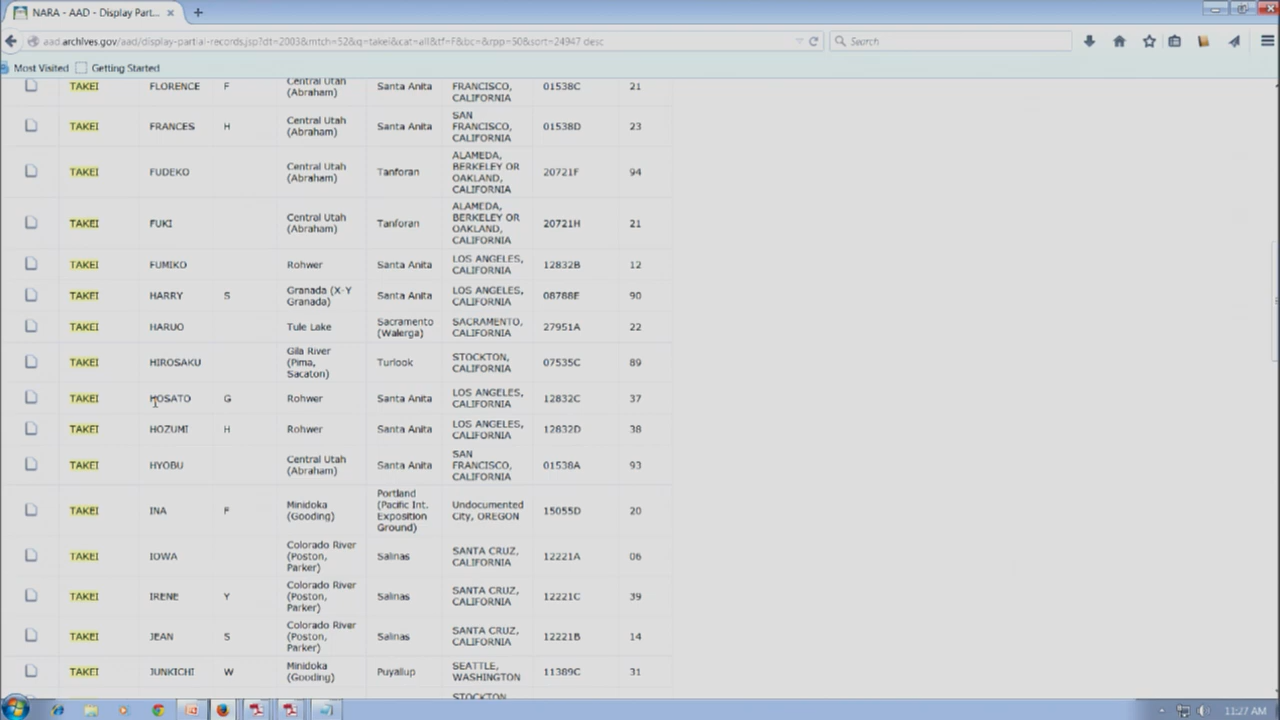 NARA - AAD - Display Part...
aad.archives.gov/aad/display-partial-records.jsp?dt=2003&mtch=52&q=takei&cat=all&tf=F&bc=&rpp=50&sort=24947 desc
Search
Most Visited Getting Started
TAKEI FLORENCE F Central Utah (Abraham) Santa Anita FRANCISCO, CALIFORNIA 01538C 21
TAKEI FRANCES H Central Utah (Abraham) Santa Anita SAN FRANCISCO, CALIFORNIA 01538D 23
TAKEI FUDEKO Central Utah (Abraham) Tanforan ALAMEDA, BERKELEY OR OAKLAND, CALIFORNIA 20721F 94
TAKEI FUKI Central Utah (Abraham) Tanforan ALAMEDA, BERKELEY OR OAKLAND, CALIFORNIA 20721H 21
TAKEI FUMIKO Rohwer Santa Anita LOS ANGELES, CALIFORNIA 12832B 12
TAKEI HARRY S Granada (X-Y Granada) Santa Anita LOS ANGELES, CALIFORNIA 08788E 90
TAKEI HARUO Tule Lake Sacramento (Walerga) SACRAMENTO, CALIFORNIA 27951A 22
TAKEI HIROSAKU Gila River (Pima, Sacaton) Turlook STOCKTON, CALIFORNIA 07535C 89
TAKEI HOSATO G Rohwer Santa Anita LOS ANGELES, CALIFORNIA 12832C 37
TAKEI HOZUMI H Rohwer Santa Anita LOS ANGELES, CALIFORNIA 12832D 38
TAKEI HYOBU Central Utah (Abraham) Santa Anita SAN FRANCISCO, CALIFORNIA 01538A 93
TAKEI INA F Minidoka (Gooding) Portland (Pacific Int. Exposition Ground) Undocumented City, OREGON 15055D 20
TAKEI IOWA Colorado River (Poston, Parker) Salinas SANTA CRUZ, CALIFORNIA 12221A 06
TAKEI IRENE Y Colorado River (Poston, Parker) Salinas SANTA CRUZ, CALIFORNIA 12221C 39
TAKEI JEAN S Colorado River (Poston, Parker) Salinas SANTA CRUZ, CALIFORNIA 12221B 14
TAKEI JUNKICHI W Minidoka (Gooding) Puyallup SEATTLE, WASHINGTON 11389C 31
STOCKTON
11:27 AM